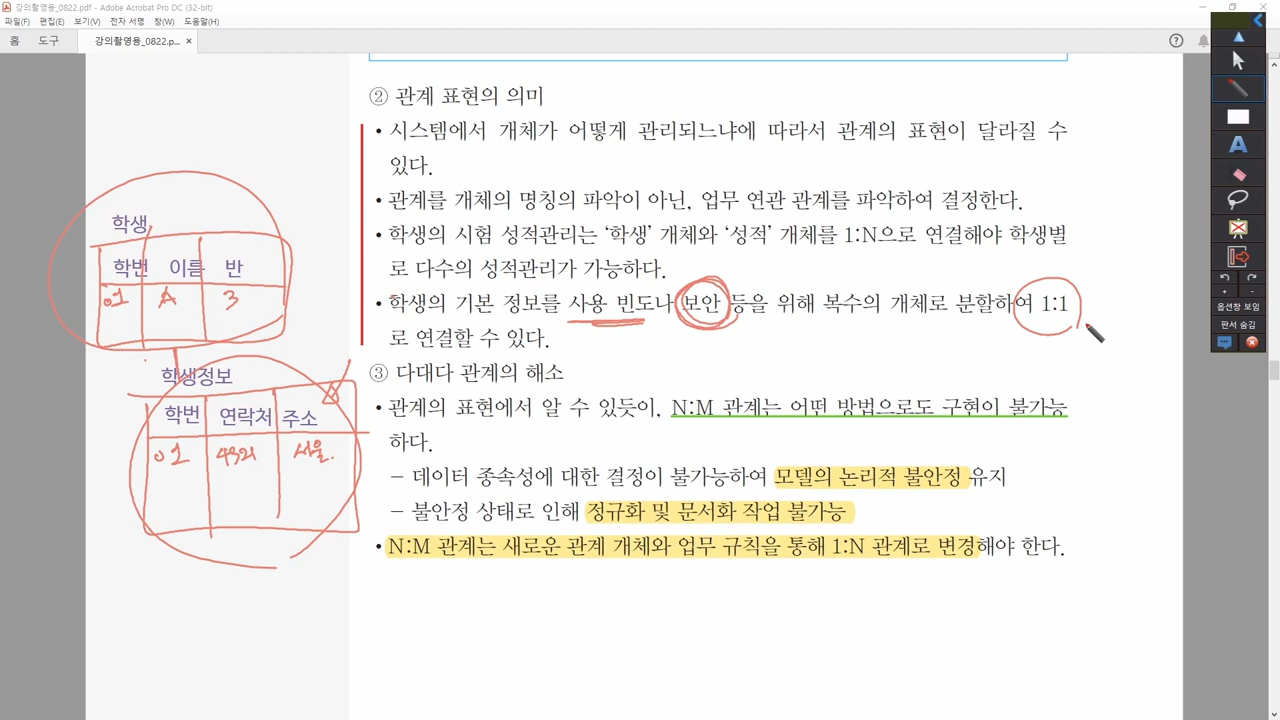 강의촬영용_0822.pdf - Adobe Acrobat Pro DC (32-bit)
파일(F) 편집(E) 보기(V) 전자 서명 창(W) 도움말(H)
홈 도구 강의촬영용_0822.p... ×
② 관계 표현의 의미
• 시스템에서 개체가 어떻게 관리되느냐에 따라서 관계의 표현이 달라질 수
있다.
• 관계를 개체의 명칭의 파악이 아닌, 업무 연관 관계를 파악하여 결정한다.
• 학생의 시험 성적관리는 ‘학생’ 개체와 ‘성적’ 개체를 1:N으로 연결해야 학생별
로 다수의 성적관리가 가능하다.
• 학생의 기본 정보를 사용 빈도나 보안 등을 위해 복수의 개체로 분할하여 1:1
로 연결할 수 있다.
③ 다대다 관계의 해소
• 관계의 표현에서 알 수 있듯이, N:M 관계는 어떤 방법으로도 구현이 불가능
하다.
– 데이터 종속성에 대한 결정이 불가능하여 모델의 논리적 불안정 유지
– 불안정 상태로 인해 정규화 및 문서화 작업 불가능
• N:M 관계는 새로운 관계 개체와 업무 규칙을 통해 1:N 관계로 변경해야 한다.
학생
학번 이름 반
01 A 3
학생정보
학번 연락처 주소
01 4321 서울.
옵션창 보임
판서 숨김